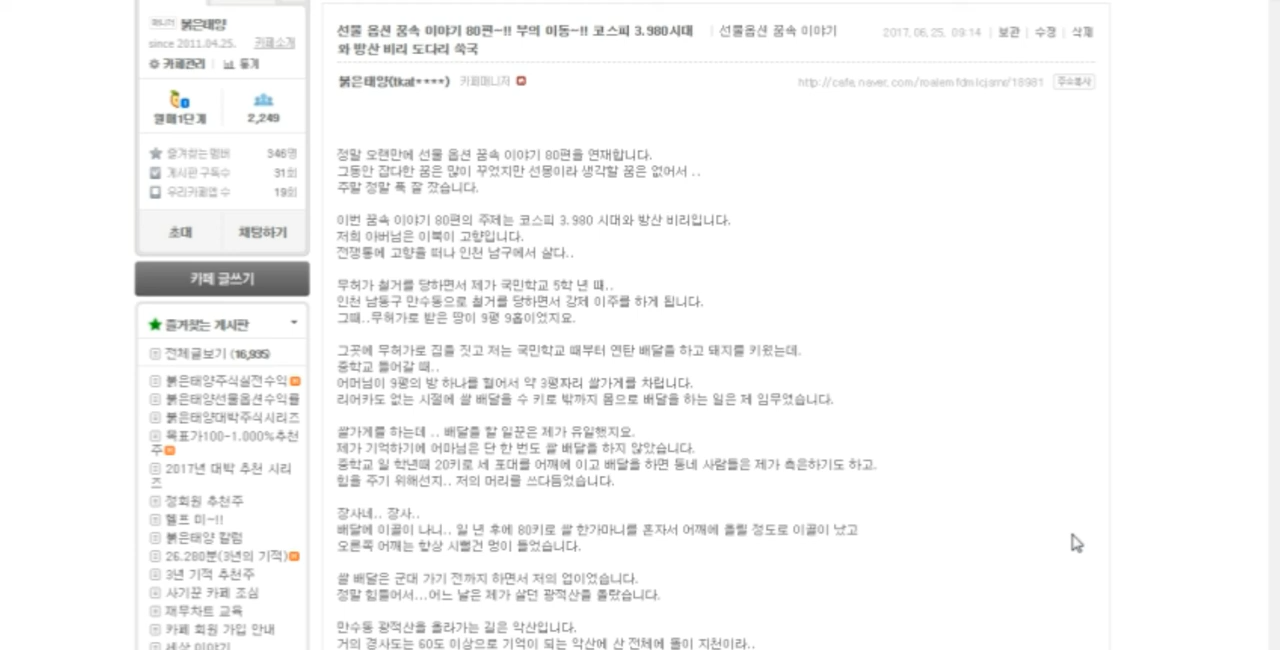 매니저 붉은태양
since 2011.04.25. 카페소개
카페관리 통계
열매1단계 2,249
즐겨찾는 멤버 346명
게시판 구독수 31회
우리카페앱 수 19회
초대 채팅하기
카페 글쓰기
즐겨찾는 게시판
전체글보기 (16,935)
붉은태양주식실전수익
붉은태양선물옵션수익률
붉은태양대박주식시리즈
목표가100-1.000%추천
주
2017년 대박 추천 시리
즈
정회원 추천주
헬프 미~!!
붉은태양 칼럼
26.280분(3년의 기적)
3년 기적 추천주
사기꾼 카페 조심
재무차트 교육
카페 회원 가입 안내
세상 이야기
선물 옵션 꿈속 이야기 80편~!! 부의 이동~!! 코스피 3.980시대
와 방산 비리 도다리 쑥국
선물옵션 꿈속 이야기
2017.06.25. 09:14 보관 수정 삭제
붉은태양(tkat****) 카페매니저
주소복사
정말 오랜만에 선물 옵션 꿈속 이야기 80편을 연재합니다.
그동안 잡다한 꿈은 많이 꾸었지만 선몽이라 생각할 꿈은 없어서 ..
주말 정말 푹 잘 잤습니다.
이번 꿈속 이야기 80편의 주제는 코스피 3.980 시대와 방산 비리입니다.
저희 아버님은 이북이 고향입니다.
전쟁통에 고향을 떠나 인천 남구에서 살다..
무허가 철거를 당하면서 제가 국민학교 5학 년 때..
인천 남동구 만수동으로 철거를 당하면서 강제 이주를 하게 됩니다.
그때..무허가로 받은 땅이 9평 9홉이었지요.
그곳에 무허가로 집을 짓고 저는 국민학교 때부터 연탄 배달을 하고 돼지를 키웠는데.
중학교 들어갈 때..
어머님이 9평의 방 하나를 헐어서 약 3평자리 쌀가게를 차립니다.
리어카도 없는 시절에 쌀 배달을 수 키로 밖까지 몸으로 배달을 하는 일은 제 임무였습니다.
쌀가게를 하는데 .. 배달을 할 일꾼은 제가 유일했지요.
제가 기억하기에 어마님은 단 한 번도 쌀 배달을 하지 않았습니다.
중학교 일 학년때 20키로 세 포대를 어깨에 이고 배달을 하면 동네 사람들은 제가 측은하기도 하고.
힘을 주기 위해선지.. 저의 머리를 쓰다듬었습니다.
장사네.. 장사..
배달에 이골이 나니.. 일 년 후에 80키로 쌀 한가마니를 혼자서 어깨에 올릴 정도로 이골이 났고
오른쪽 어깨는 항상 시뻘건 멍이 들었습니다.
쌀 배달은 군대 가기 전까지 하면서 저의 업이었습니다.
정말 힘들어서...어느 날은 제가 살던 광적산을 올랐습니다.
만수동 광적산을 올라가는 길은 악산입니다.
거의 경사도는 60도 이상으로 기억이 되는 악산에 산 전체에 돌이 지천이라..